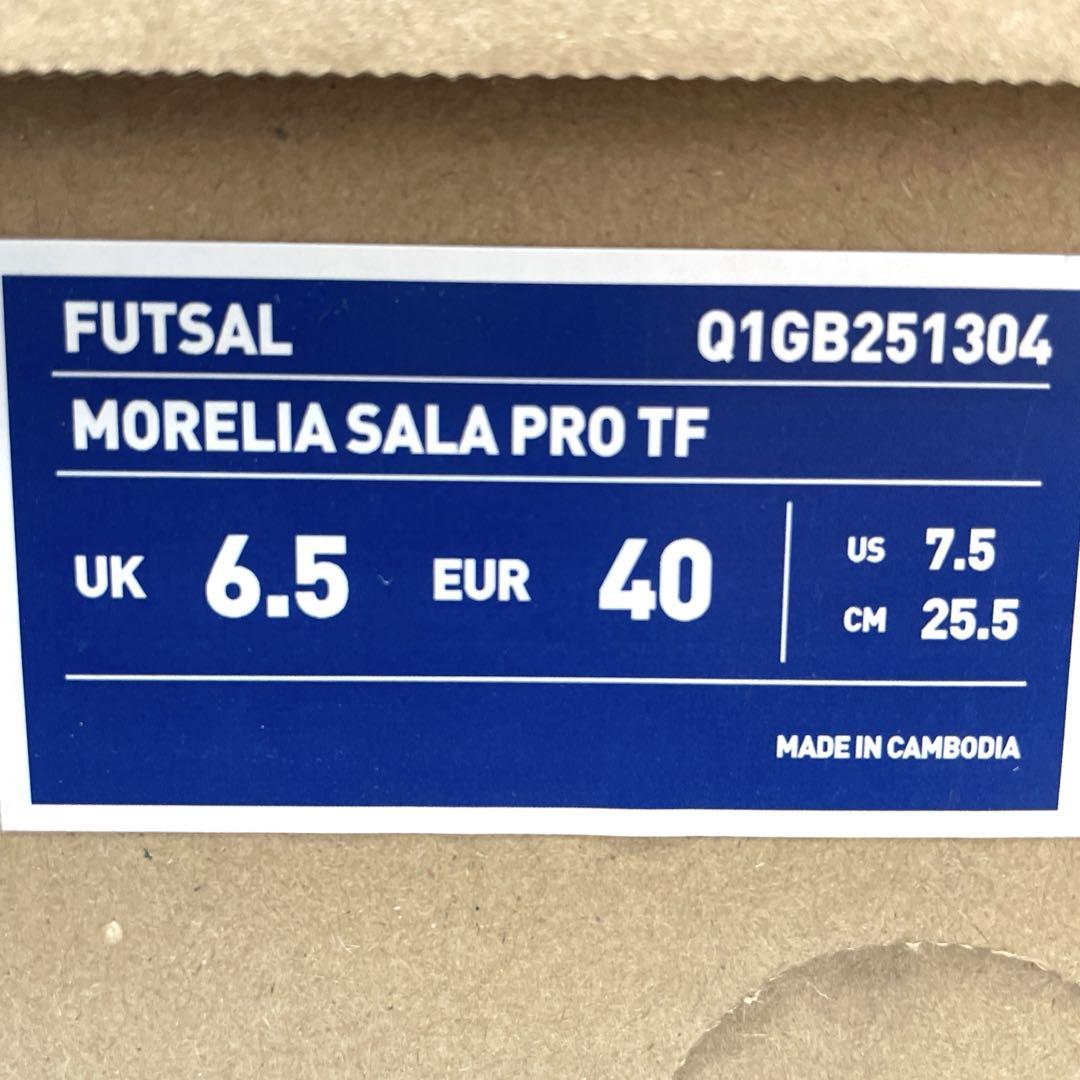 FUTSAL Q1GB251304
MORELIA SALA PRO TF
UK 6.5 EUR 40 US 7.5
CM 25.5
MADE IN CAMBODIA